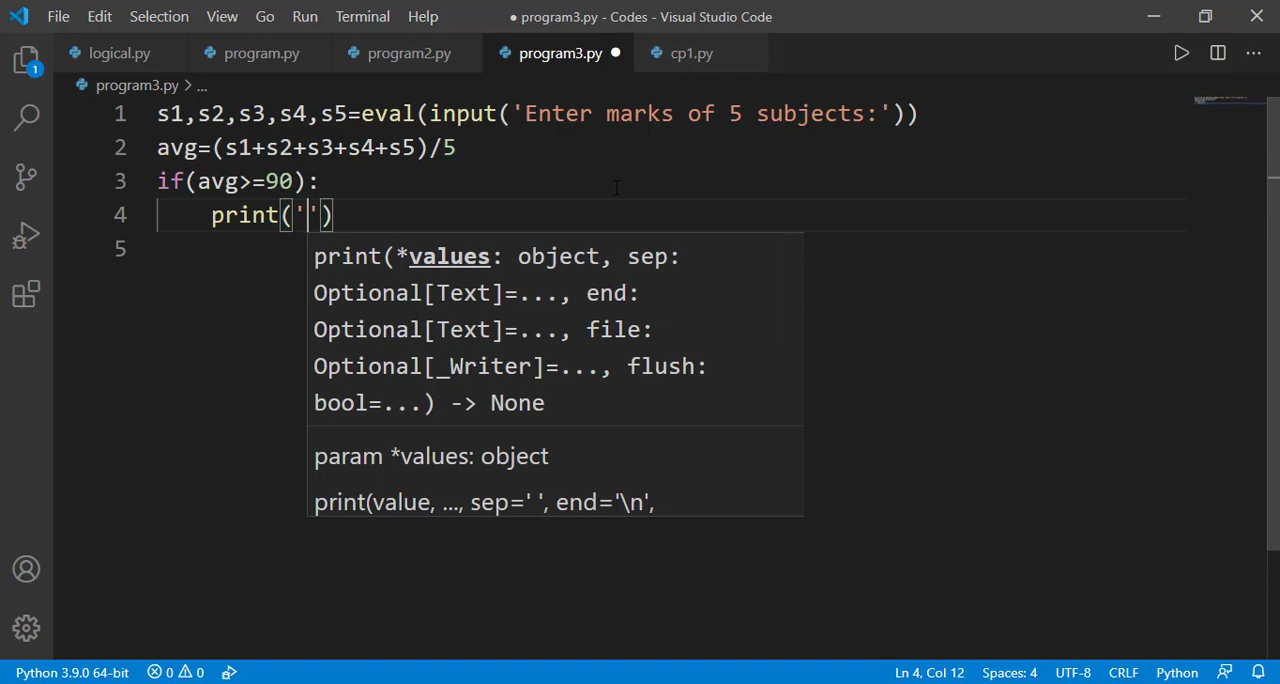 File Edit Selection View Go Run Terminal Help ● program3.py - Codes - Visual Studio Code
logical.py program.py program2.py program3.py ● cp1.py
program3.py > ...
1 s1,s2,s3,s4,s5=eval(input('Enter marks of 5 subjects:'))
2 avg=(s1+s2+s3+s4+s5)/5
3 if(avg>=90):
4     print('')
5
print(*values: object, sep:
Optional[Text]=..., end:
Optional[Text]=..., file:
Optional[_Writer]=..., flush:
bool=...) -> None
param *values: object
print(value, ..., sep=' ', end='\n',
1
Python 3.9.0 64-bit 0 0 Ln 4, Col 12 Spaces: 4 UTF-8 CRLF Python